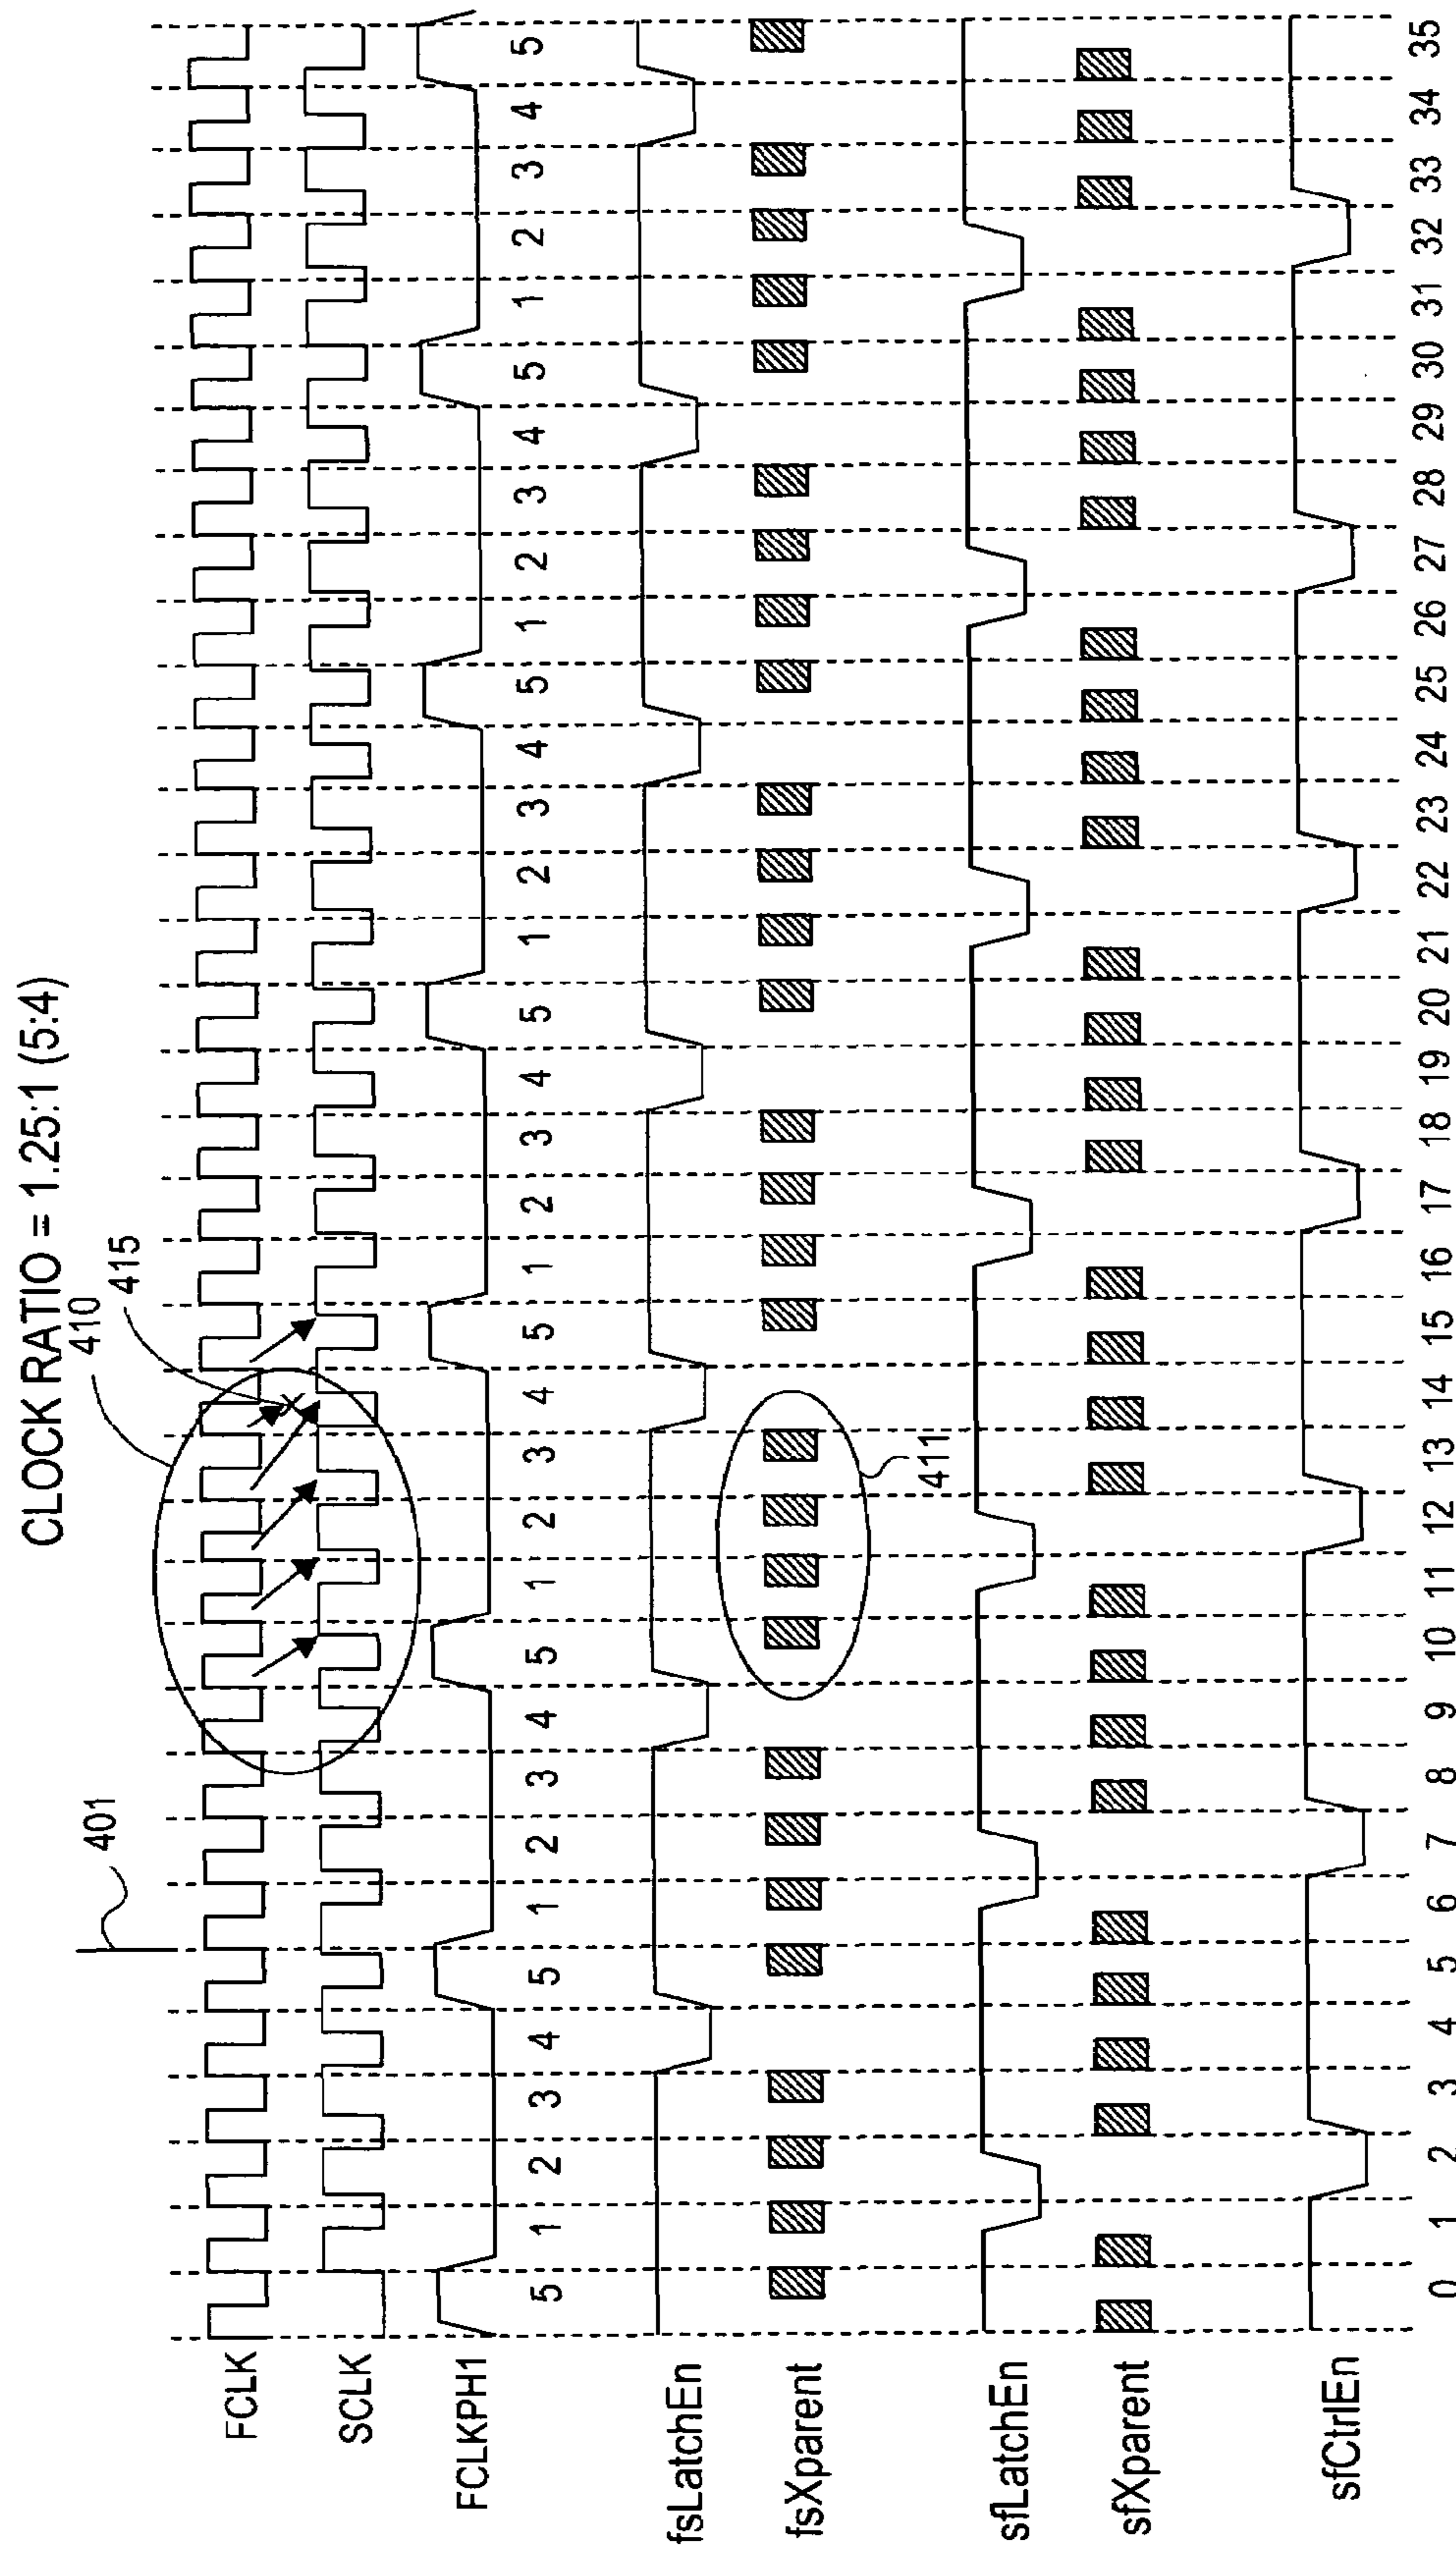 CLOCK RATIO = 1.25:1 (5:4)
401
410
415
FCLK
SCLK
FCLKPH1
5 1 2 3 4 5 1 2 3 4 5 1 2 3 4 5 1 2 3 4 5 1 2 3 4 5 1 2 3 4 5 1 2 3 4 5
fsLatchEn
fsXparent
411
sfLatchEn
sfXparent
sfCtrlEn
0 1 2 3 4 5 6 7 8 9 10 11 12 13 14 15 16 17 18 19 20 21 22 23 24 25 26 27 28 29 30 31 32 33 34 35